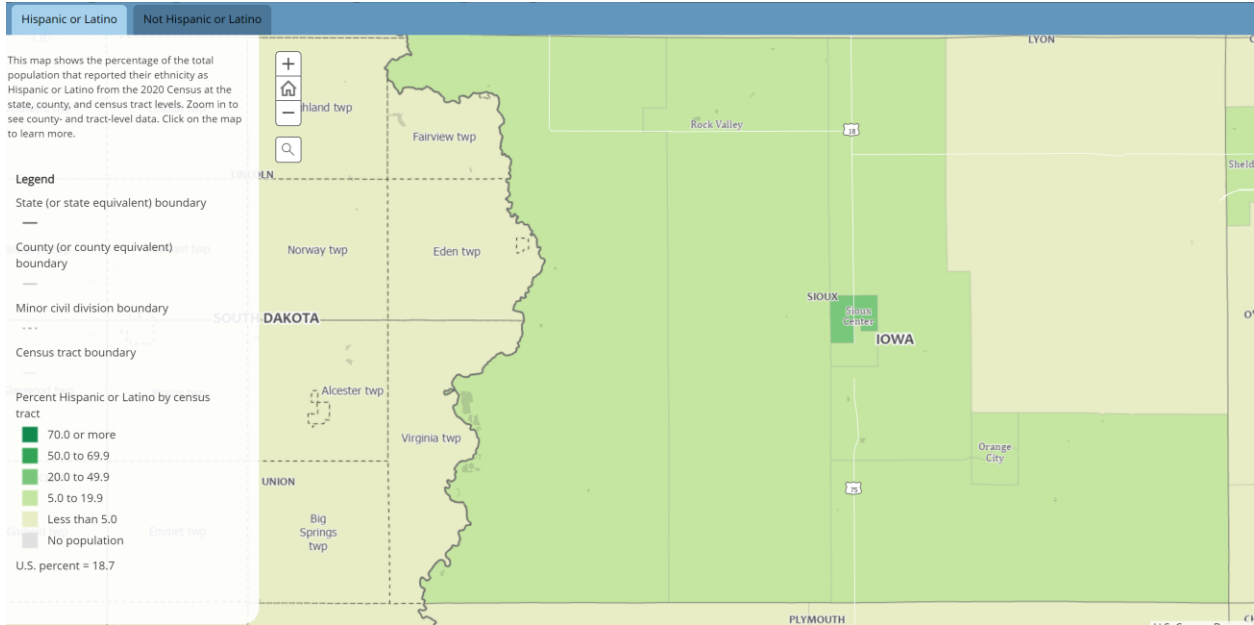 Hispanic or Latino
Not Hispanic or Latino
This map shows the percentage of the total
population that reported their ethnicity as
Hispanic or Latino from the 2020 Census at the
state, county, and census tract levels. Zoom in to
see county- and tract-level data. Click on the map
to learn more.
Legend
State (or state equivalent) boundary
County (or county equivalent)
boundary
Minor civil division boundary
Census tract boundary
Percent Hispanic or Latino by census
tract
70.0 or more
50.0 to 69.9
20.0 to 49.9
5.0 to 19.9
Less than 5.0
No population
U.S. percent = 18.7
LYON
Rock Valley
18
Fairview twp
LINCOLN
Norway twp
Eden twp
SIOUX
Sioux
Center
SOUTH DAKOTA
IOWA
Alcester twp
Virginia twp
Orange
City
UNION
75
Big
Springs
twp
Emmet twp
PLYMOUTH